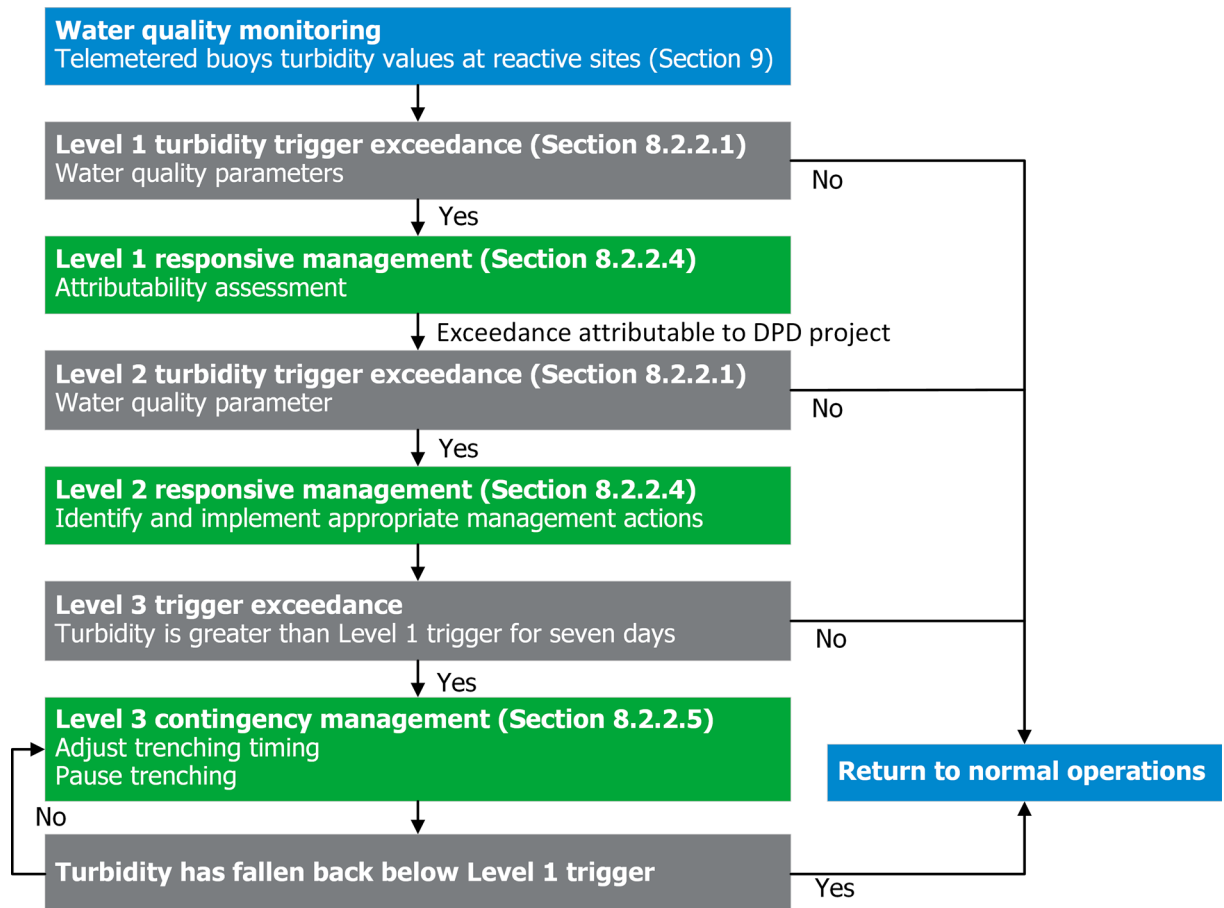 Water quality monitoring
Telemetered buoys turbidity values at reactive sites (Section 9)
Level 1 turbidity trigger exceedance (Section 8.2.2.1)
Water quality parameters
No
Yes
Level 1 responsive management (Section 8.2.2.4)
Attributability assessment
Exceedance attributable to DPD project
Level 2 turbidity trigger exceedance (Section 8.2.2.1)
Water quality parameter
No
Yes
Level 2 responsive management (Section 8.2.2.4)
Identify and implement appropriate management actions
Level 3 trigger exceedance
Turbidity is greater than Level 1 trigger for seven days
No
Yes
Level 3 contingency management (Section 8.2.2.5)
Adjust trenching timing
Pause trenching
Return to normal operations
No
Turbidity has fallen back below Level 1 trigger
Yes